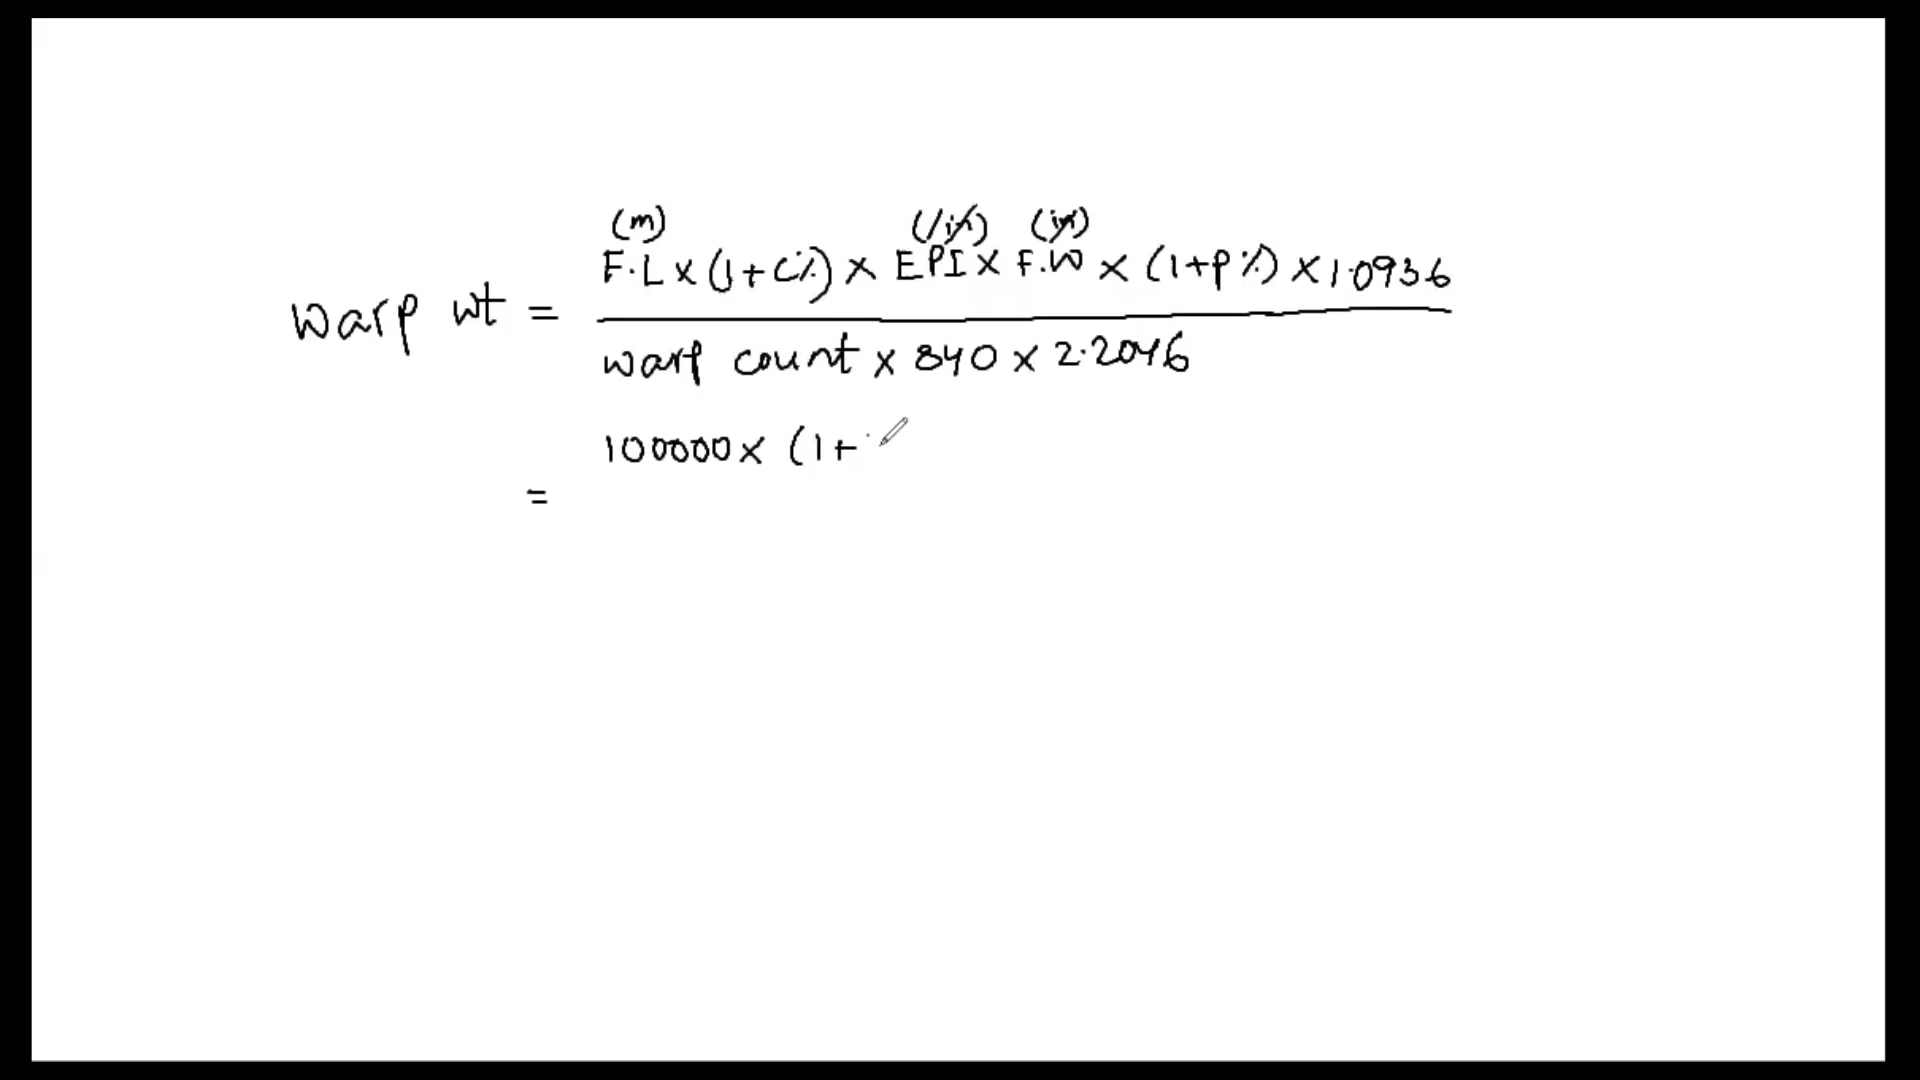 (m) (/in) (in)
F.L x (1+C%) x EPI x F.W x (1+P%) x 1.0936
Warp wt =
warp count x 840 x 2.2046
100000 x (1+
=